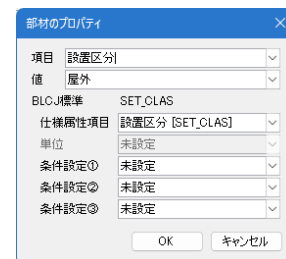 部材のプロパティ
項目 設置区分
値 屋外
BLCJ標準 SET_CLAS
仕様属性項目 設置区分 [SET_CLAS]
単位 未設定
条件設定① 未設定
条件設定② 未設定
条件設定③ 未設定
OK キャンセル